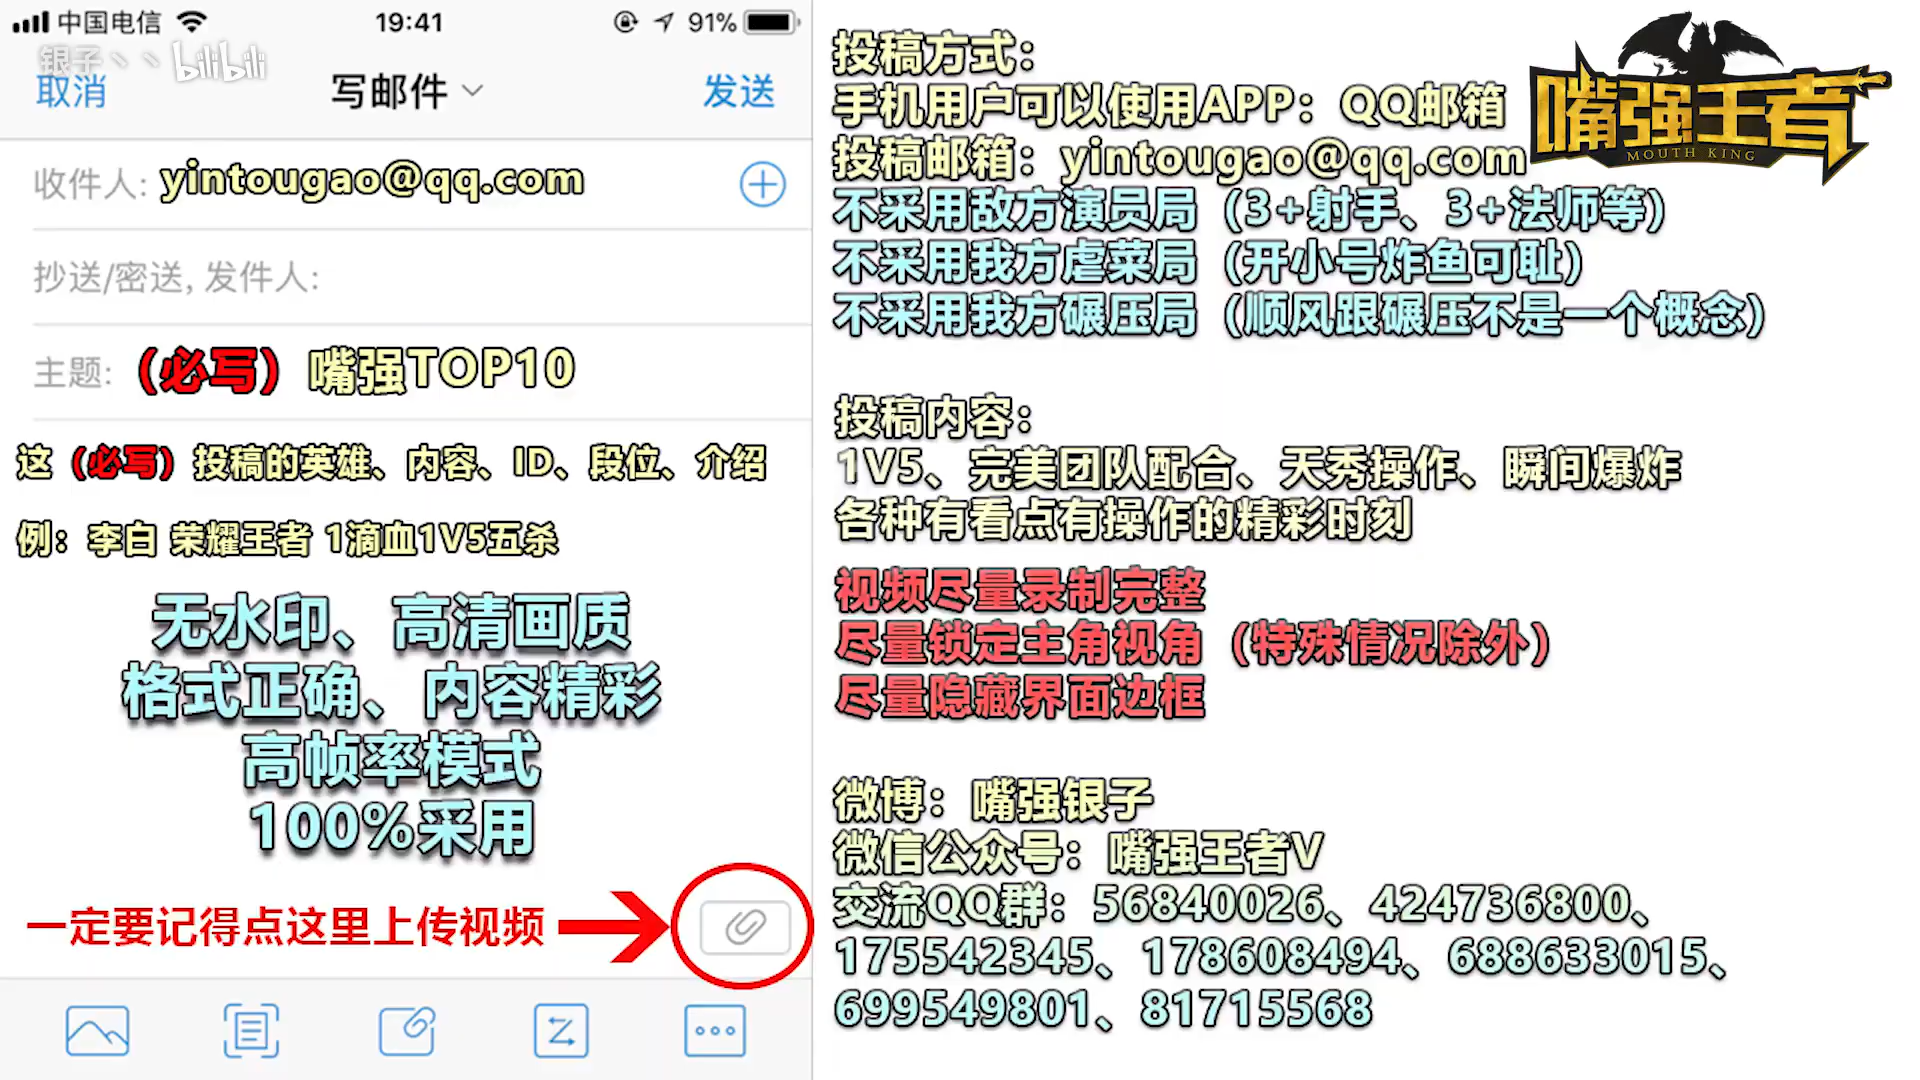 中国电信
19:41
91%
银子丶丶 bilibili
取消
写邮件
发送
收件人: yintougao@qq.com
抄送/密送, 发件人:
主题: （必写） 嘴强TOP10
这（必写）投稿的英雄、内容、ID、段位、介绍
例：李白 荣耀王者 1滴血1V5五杀
无水印、高清画质
格式正确、内容精彩
高帧率模式
100%采用
一定要记得点这里上传视频
投稿方式：
手机用户可以使用APP：QQ邮箱
投稿邮箱：yintougao@qq.com
不采用敌方演员局（3+射手、3+法师等）
不采用我方虐菜局（开小号炸鱼可耻）
不采用我方碾压局（顺风跟碾压不是一个概念）
投稿内容：
1V5、完美团队配合、天秀操作、瞬间爆炸
各种有看点有操作的精彩时刻
视频尽量录制完整
尽量锁定主角视角（特殊情况除外）
尽量隐藏界面边框
微博：嘴强银子
微信公众号：嘴强王者V
交流QQ群：56840026、424736800、
175542345、178608494、688633015、
699549801、81715568
嘴强王者
MOUTH KING